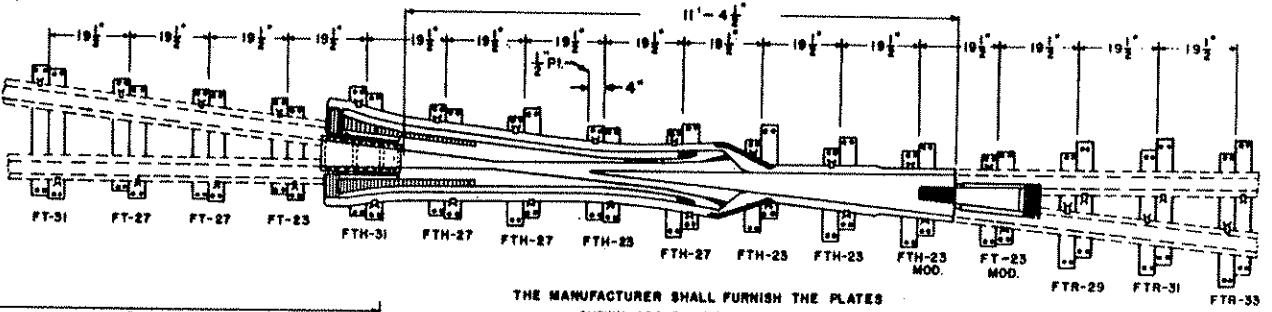 11'-4½"
19½" 19½" 19½" 19½" 19½" 19½" 19½" 19½" 19½" 19½" 19½" 19½" 19½" 19½" 19½"
½" Pt.
4"
FT-31 FT-27 FT-27 FT-23 FTH-31 FTH-27 FTH-27 FTH-23 FTH-27 FTH-23 FTH-23 FTH-23 MOD. FT-23 MOD. FTR-29 FTR-31 FTR-33
THE MANUFACTURER SHALL FURNISH THE PLATES